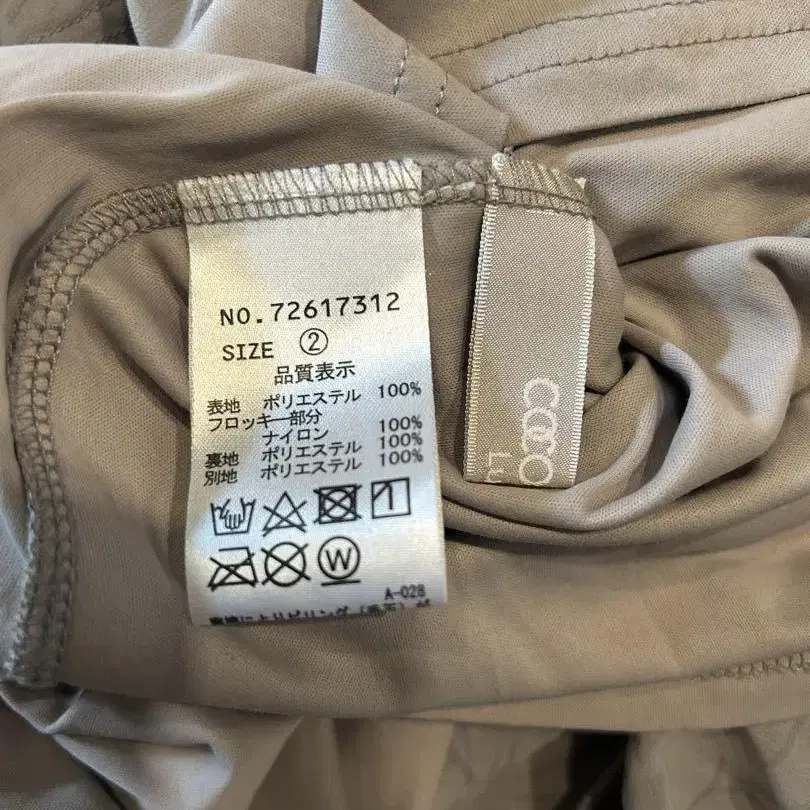 NO.72617312
SIZE ②
品質表示
表地 ポリエステル 100%
フロッキー部分
ナイロン 100%
裏地 ポリエステル 100%
別地 ポリエステル 100%
W
A-028
Lu